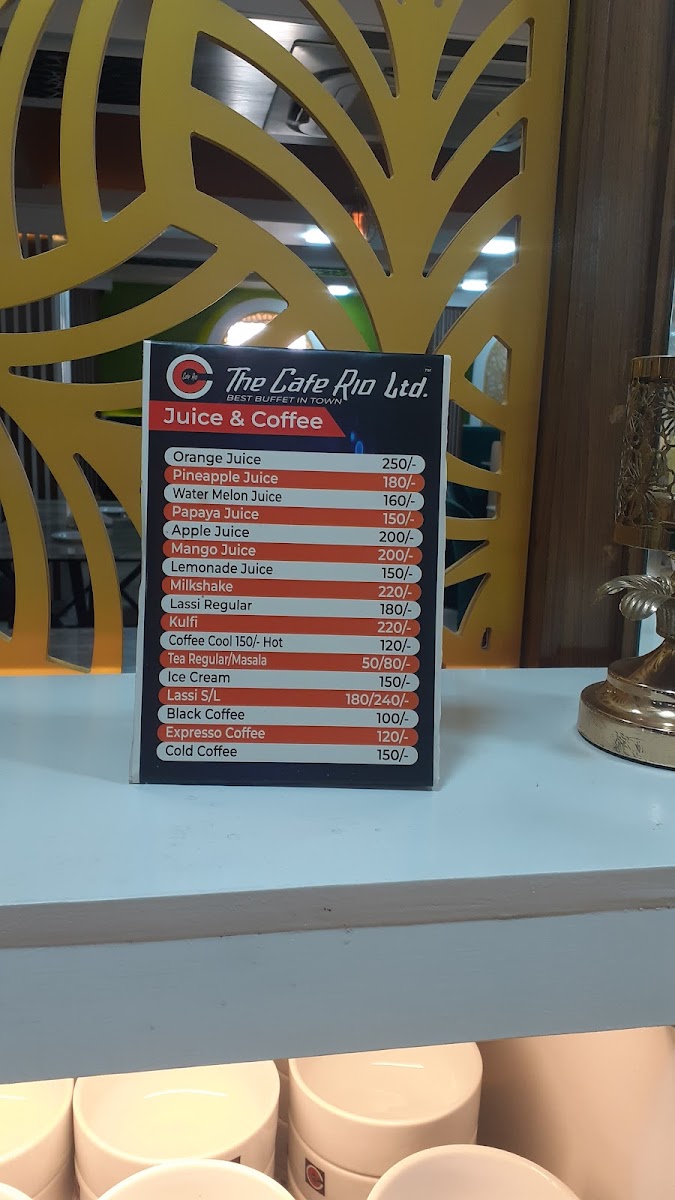 Cafe Rio
The Cafe Rio Ltd.
TM
BEST BUFFET IN TOWN
Juice & Coffee
Orange Juice 250/-
Pineapple Juice 180/-
Water Melon Juice 160/-
Papaya Juice 150/-
Apple Juice 200/-
Mango Juice 200/-
Lemonade Juice 150/-
Milkshake 220/-
Lassi Regular 180/-
Kulfi 220/-
Coffee Cool 150/- Hot 120/-
Tea Regular/Masala 50/80/-
Ice Cream 150/-
Lassi S/L 180/240/-
Black Coffee 100/-
Expresso Coffee 120/-
Cold Coffee 150/-